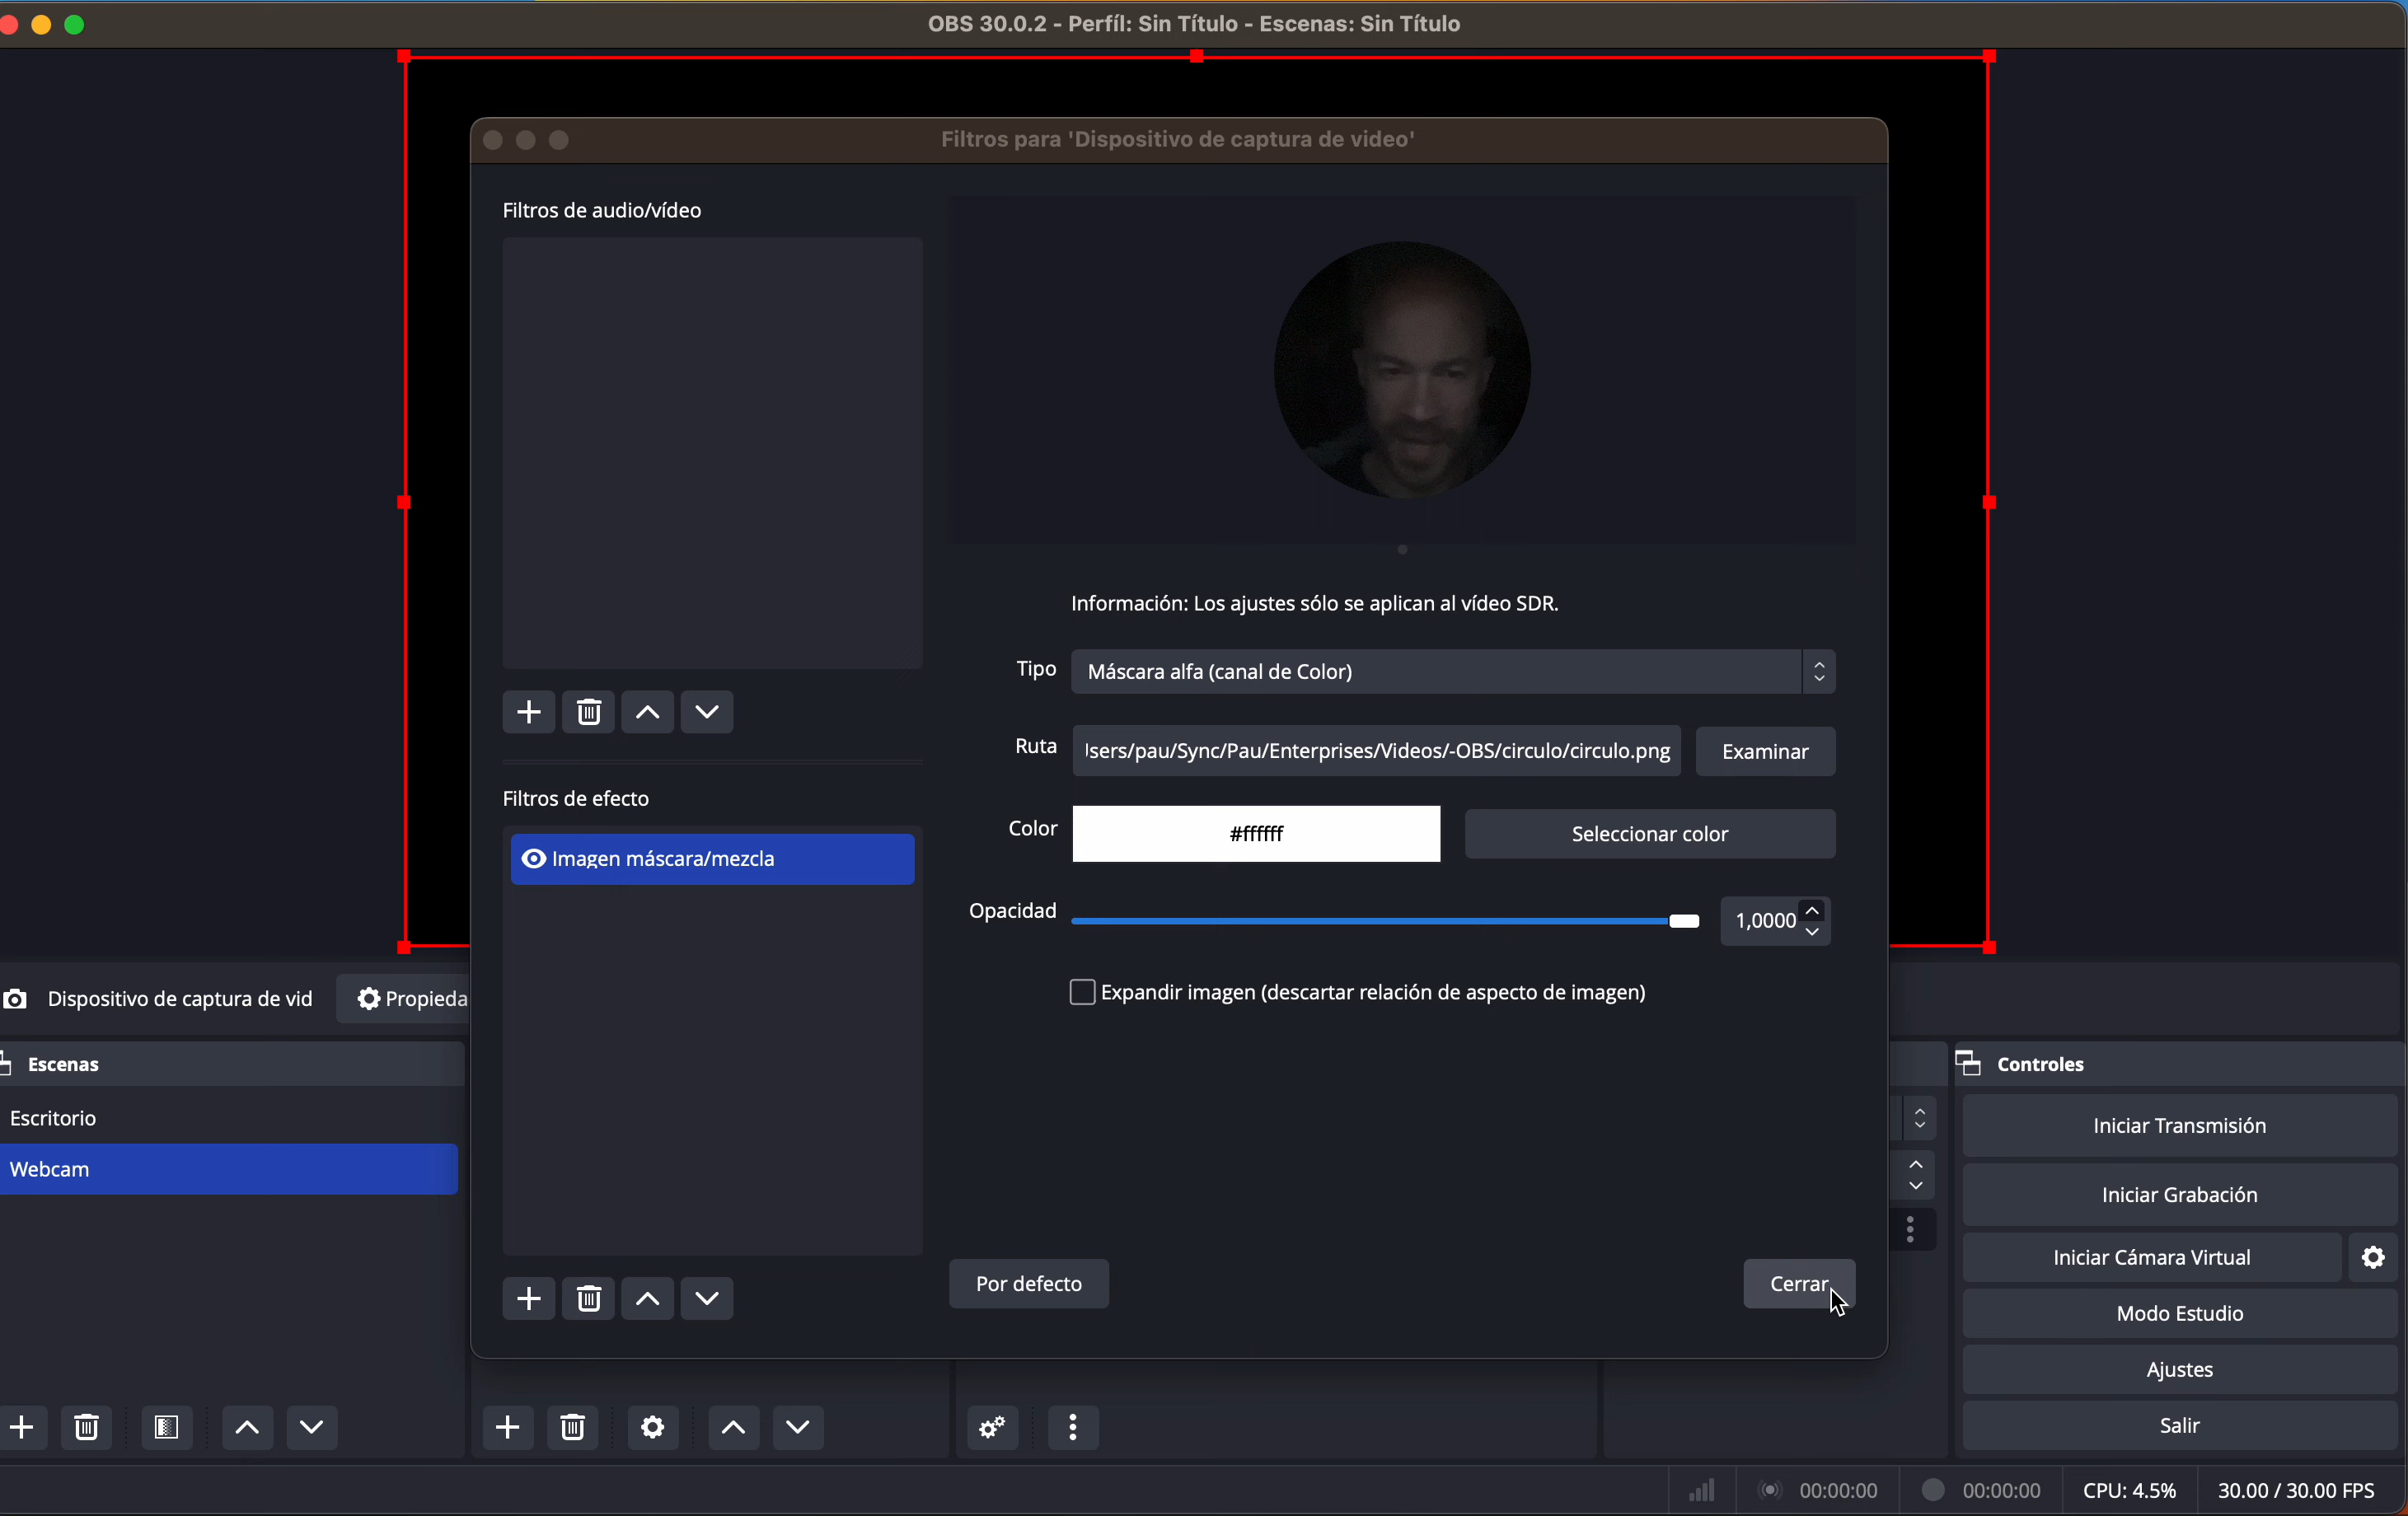 OBS 30.0.2 - Perfíl: Sin Título - Escenas: Sin Título
Filtros para 'Dispositivo de captura de video'
Filtros de audio/vídeo
Información: Los ajustes sólo se aplican al vídeo SDR.
Tipo Máscara alfa (canal de Color)
Ruta Isers/pau/Sync/Pau/Enterprises/Videos/-OBS/circulo/circulo.png Examinar
Filtros de efecto
Color #ffffff Seleccionar color
Imagen máscara/mezcla
Opacidad 1,0000
Expandir imagen (descartar relación de aspecto de imagen)
Dispositivo de captura de vid Propieda
Escenas
Controles
Escritorio
Iniciar Transmisión
Webcam
Iniciar Grabación
Iniciar Cámara Virtual
Por defecto Cerrar
Modo Estudio
Ajustes
Salir
00:00:00 00:00:00 CPU: 4.5% 30.00 / 30.00 FPS